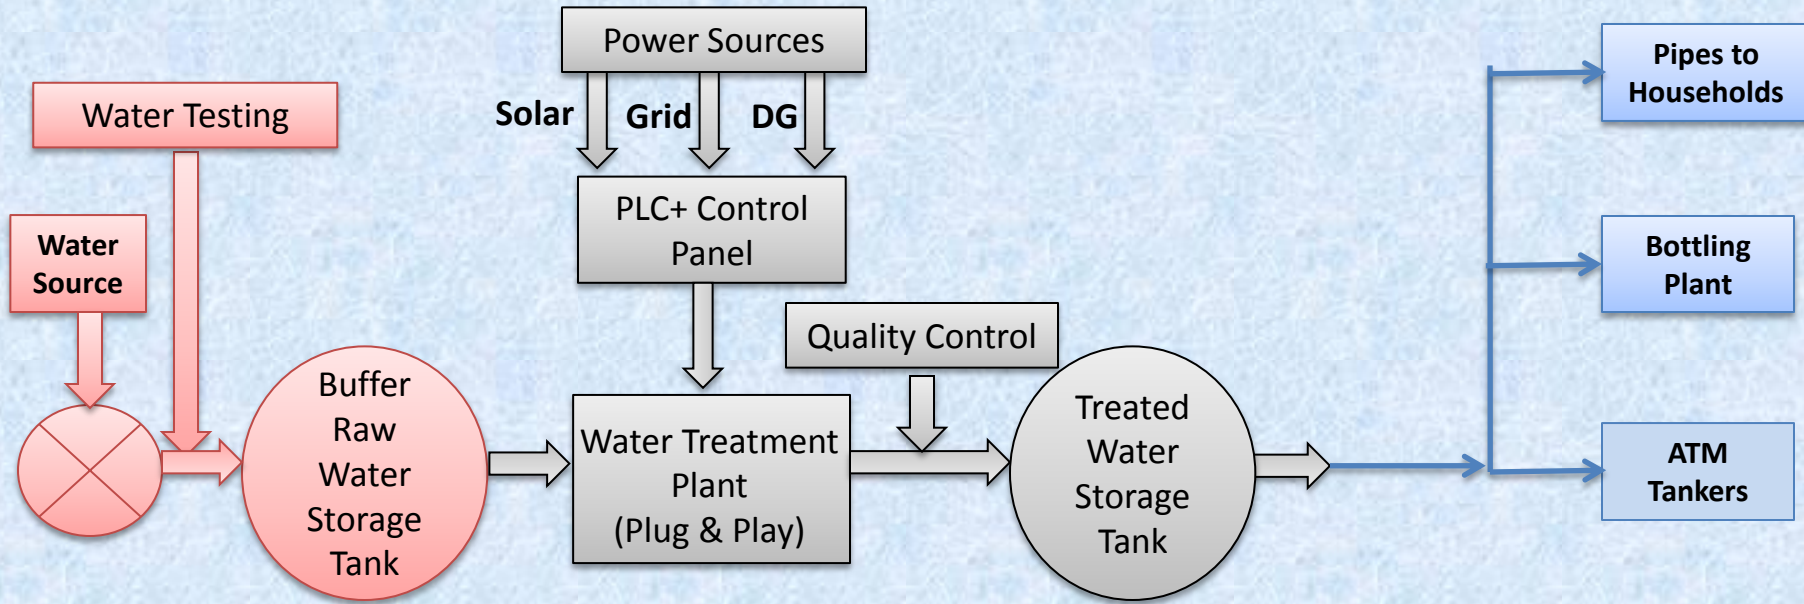 Power Sources
Solar
Grid
DG
Water Testing
PLC+ Control
Panel
Water
Source
Quality Control
Buffer
Raw
Water
Storage
Tank
Water Treatment
Plant
(Plug & Play)
Treated
Water
Storage
Tank
Pipes to
Households
Bottling
Plant
ATM
Tankers